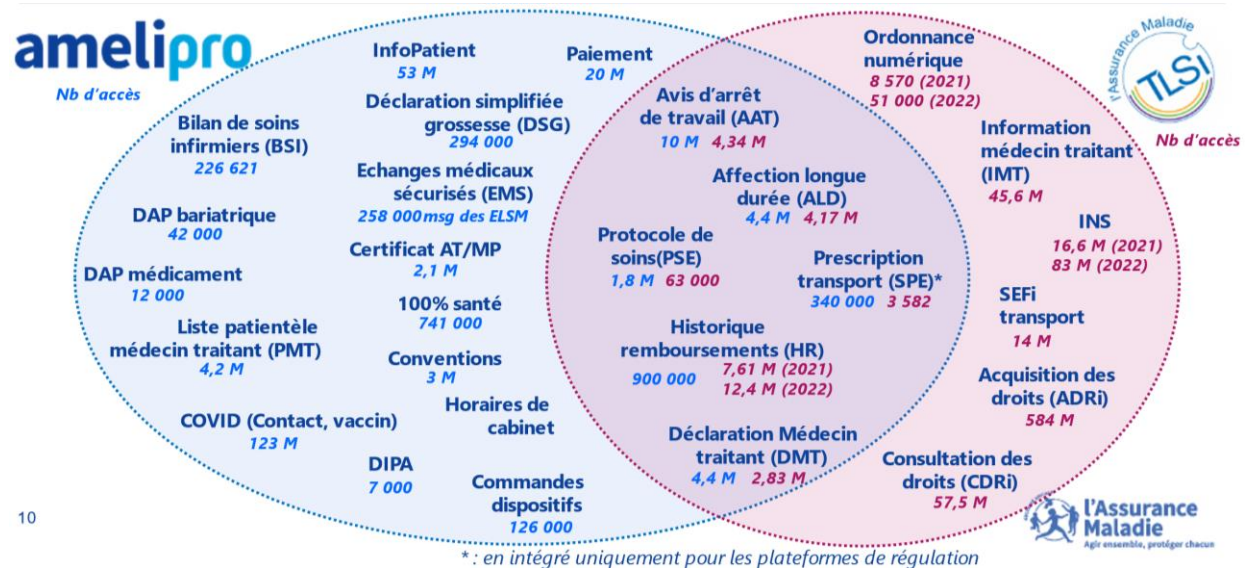 amelipro
Nb d'accès
InfoPatient
53 M
Paiement
20 M
Déclaration simplifiée
grossesse (DSG)
294 000
Bilan de soins
infirmiers (BSI)
226 621
Echanges médicaux
sécurisés (EMS)
258 000 msg des ELSM
DAP bariatrique
42 000
Certificat AT/MP
2,1 M
DAP médicament
12 000
100% santé
741 000
Liste patientèle
médecin traitant (PMT)
4,2 M
Conventions
3 M
Horaires de
cabinet
COVID (Contact, vaccin)
123 M
DIPA
7 000
Commandes
dispositifs
126 000
Avis d'arrêt
de travail (AAT)
10 M 4,34 M
Affection longue
durée (ALD)
4,4 M 4,17 M
Protocole de
soins(PSE)
1,8 M 63 000
Prescription
transport (SPE)*
340 000 3 582
Historique
remboursements (HR)
900 000 7,61 M (2021)
12,4 M (2022)
Déclaration Médecin
traitant (DMT)
4,4 M 2,83 M
Ordonnance
numérique
8 570 (2021)
51 000 (2022)
l'Assurance Maladie
TLSi
Nb d'accès
Information
médecin traitant
(IMT)
45,6 M
INS
16,6 M (2021)
83 M (2022)
SEFi
transport
14 M
Acquisition des
droits (ADRi)
584 M
Consultation des
droits (CDRi)
57,5 M
10
l'Assurance
Maladie
Agir ensemble, protéger chacun
* : en intégré uniquement pour les plateformes de régulation